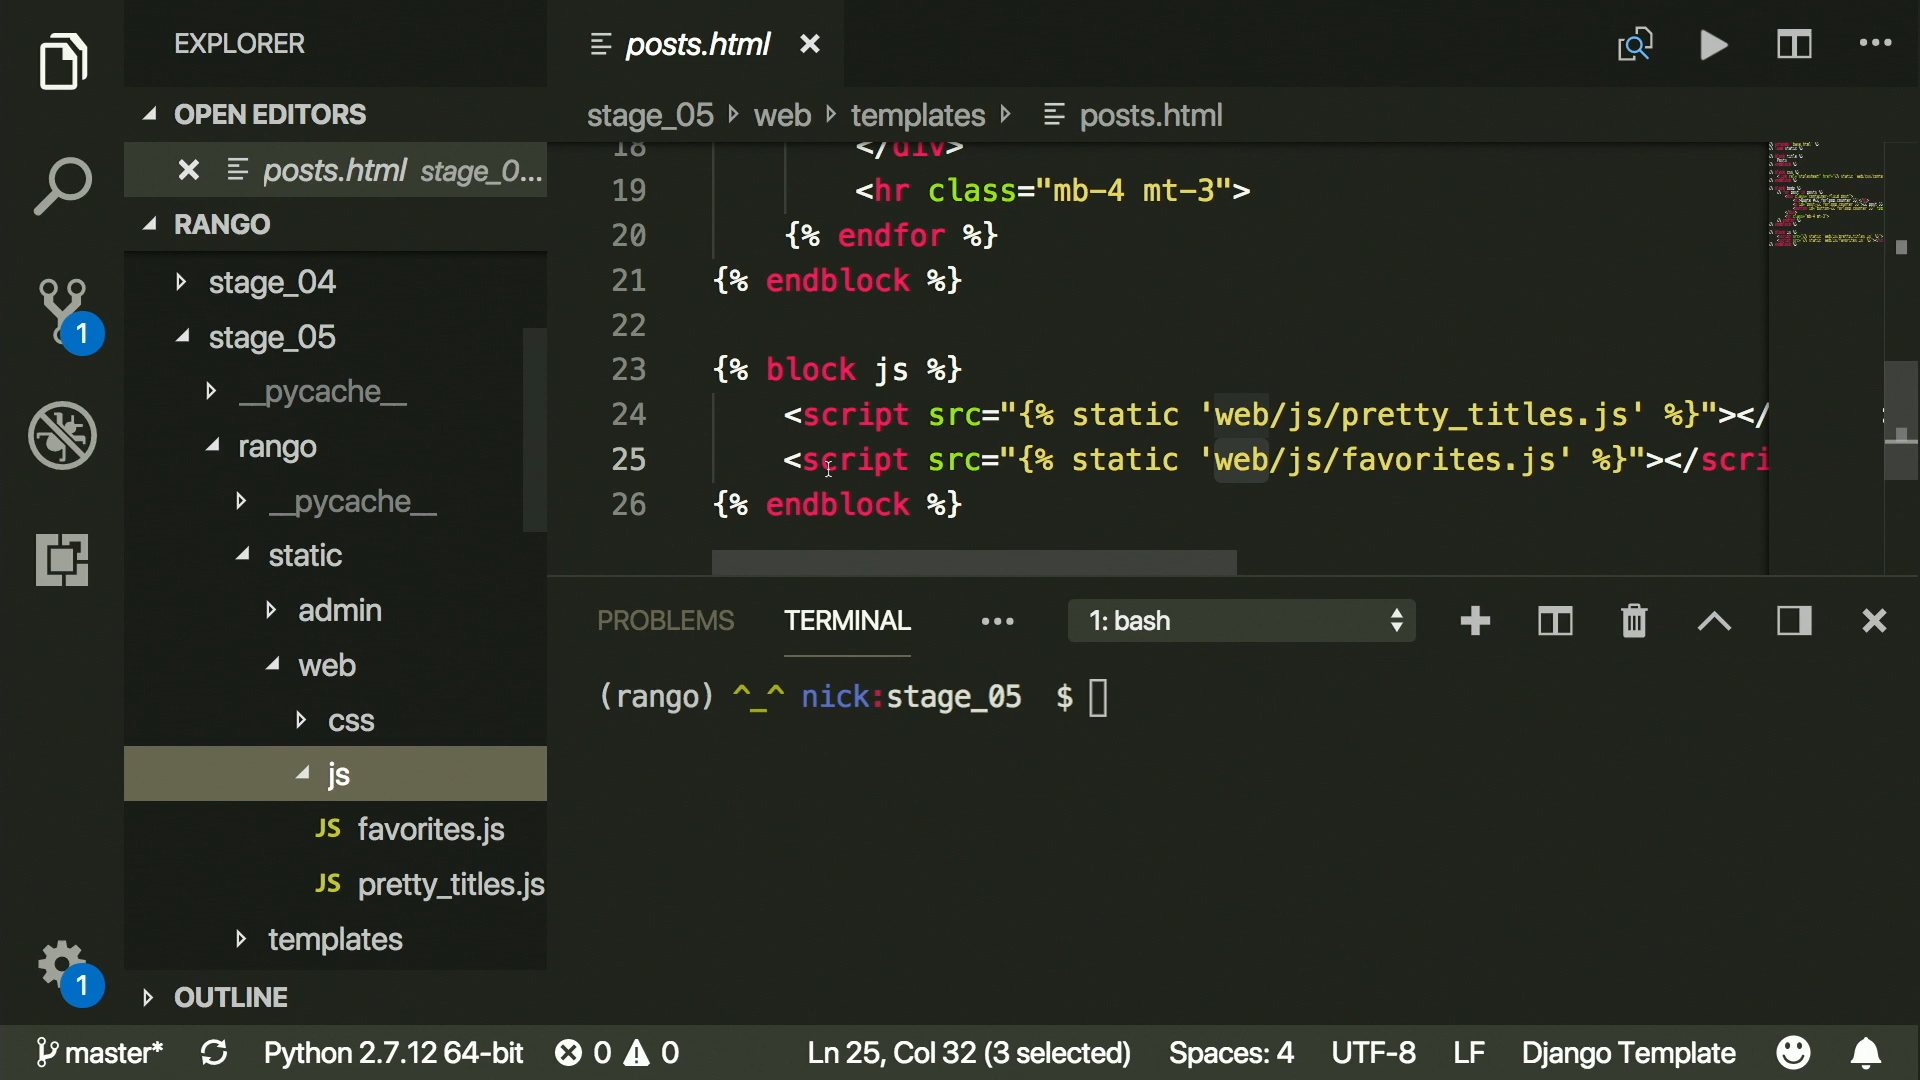 EXPLORER
OPEN EDITORS
posts.html stage_0...
RANGO
stage_04
stage_05
__pycache__
rango
__pycache__
static
admin
web
css
js
JS favorites.js
JS pretty_titles.js
templates
OUTLINE
1
1
posts.html
stage_05 web templates posts.html
18 </div>
19 <hr class="mb-4 mt-3">
20 {% endfor %}
21 {% endblock %}
22
23 {% block js %}
24 <script src="{% static 'web/js/pretty_titles.js' %}"></
25 <script src="{% static 'web/js/favorites.js' %}"></scri
26 {% endblock %}
PROBLEMS TERMINAL ... 1: bash
(rango) ^_^ nick:stage_05 $
master* Python 2.7.12 64-bit 0 0 Ln 25, Col 32 (3 selected) Spaces: 4 UTF-8 LF Django Template